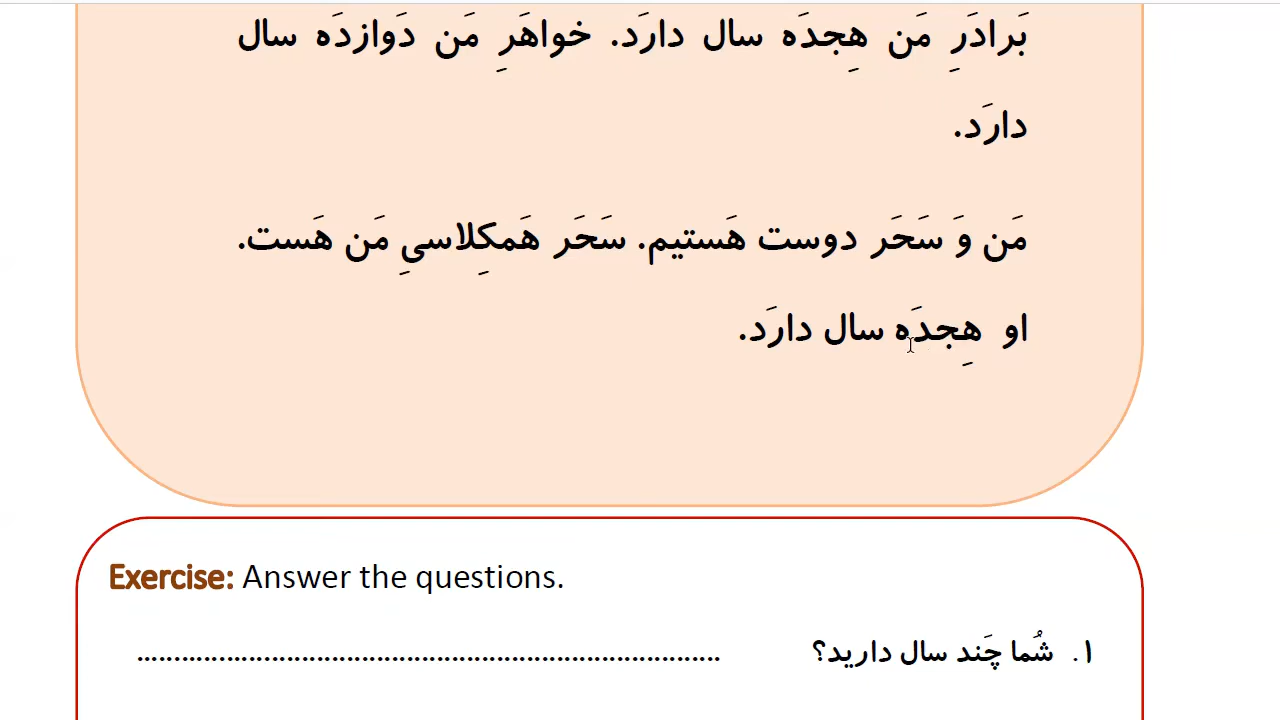 بَرادَرِ مَن هِجدَه سال دارَد. خواهَرِ مَن دَوازدَه سال
دارَد.
مَن وَ سَحَر دوست هَستیم. سَحَر هَمکِلاسیِ مَن هَست.
او هِجدَه سال دارَد.
Exercise: Answer the questions.
۱. شُما چَند سال دارید؟ ................................................................................